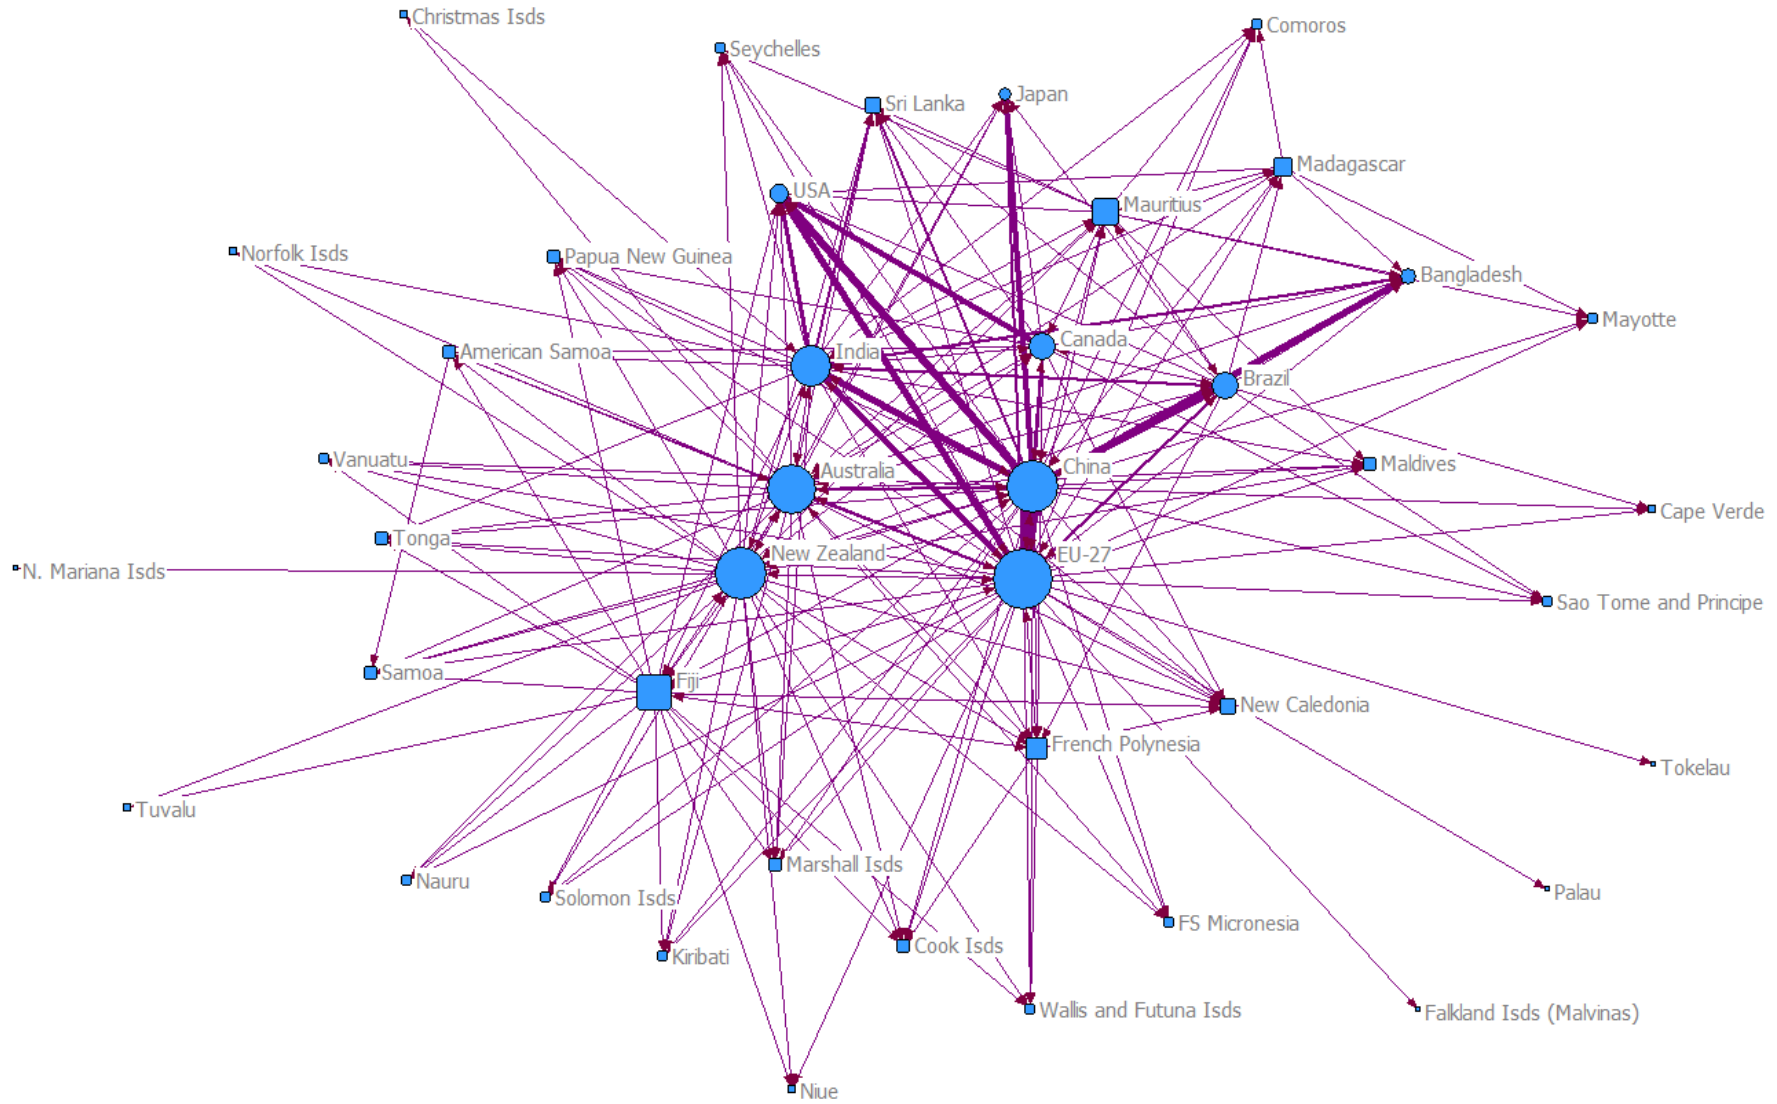 Christmas Isds
Comoros
Seychelles
Sri Lanka
Japan
Madagascar
USA
Mauritius
Norfolk Isds
Papua New Guinea
Bangladesh
Mayotte
American Samoa
India
Canada
Brazil
Vanuatu
Australia
China
Maldives
Cape Verde
Tonga
New Zealand
EU-27
N. Mariana Isds
Sao Tome and Principe
Samoa
Fiji
New Caledonia
French Polynesia
Tokelau
Tuvalu
Marshall Isds
Nauru
Solomon Isds
Palau
FS Micronesia
Cook Isds
Kiribati
Wallis and Futuna Isds
Falkland Isds (Malvinas)
Niue